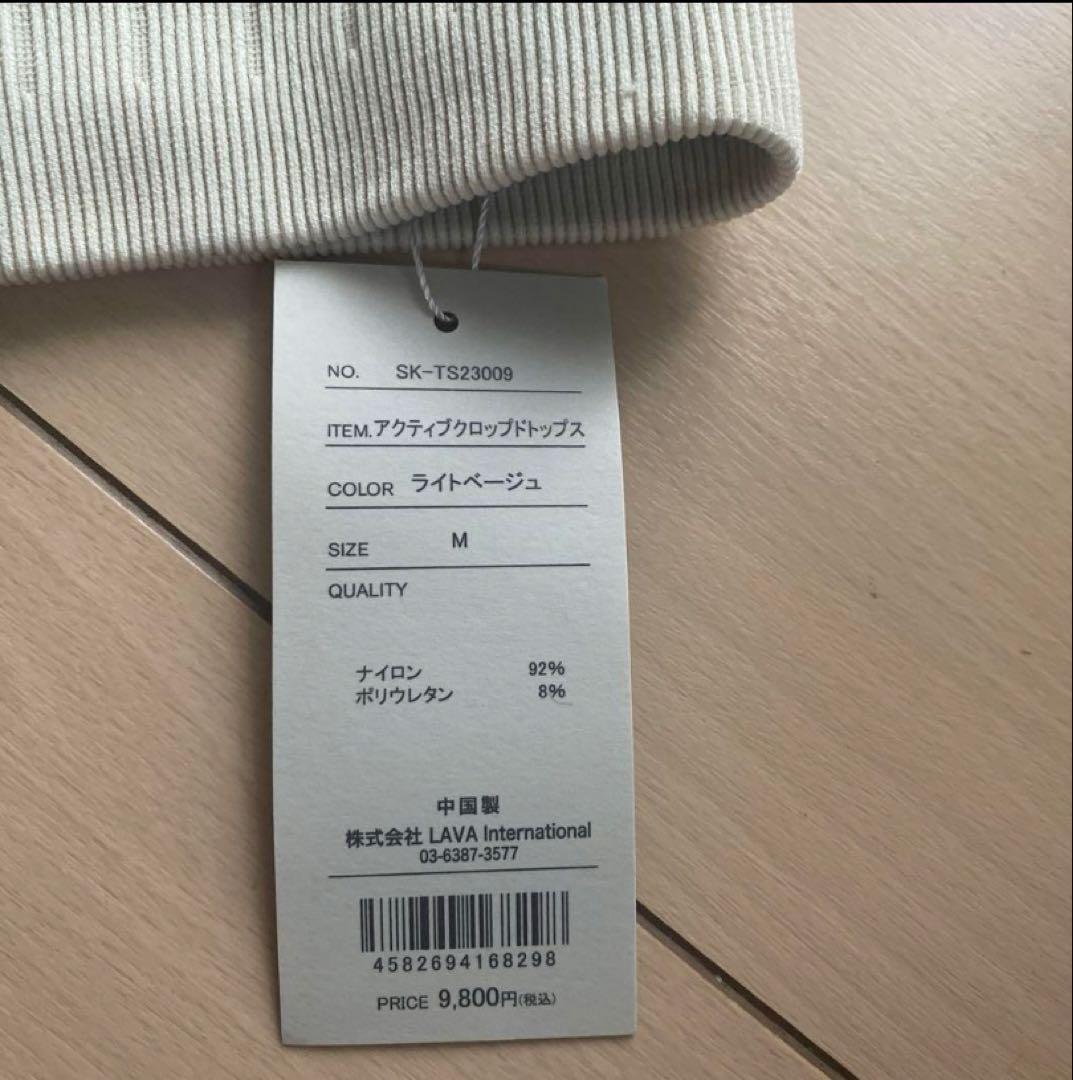 NO. SK-TS23009
ITEM.アクティブクロップドトップス
COLOR ライトベージュ
SIZE M
QUALITY
ナイロン 92%
ポリウレタン 8%
中国製
株式会社 LAVA International
03-6387-3577
4582694168298
PRICE 9,800円(税込)